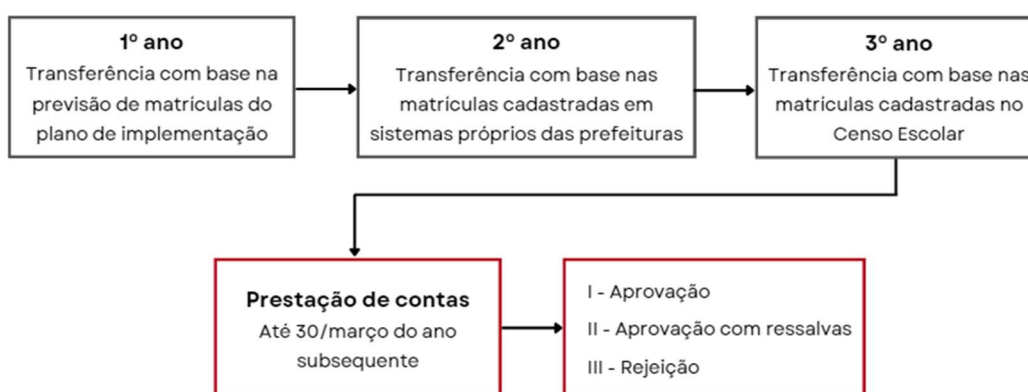 1º ano
Transferência com base na
previsão de matrículas do
plano de implementação
2º ano
Transferência com base nas
matrículas cadastradas em
sistemas próprios das prefeituras
3º ano
Transferência com base nas
matrículas cadastradas no
Censo Escolar
Prestação de contas
Até 30/março do ano
subsequente
I - Aprovação
II - Aprovação com ressalvas
III - Rejeição